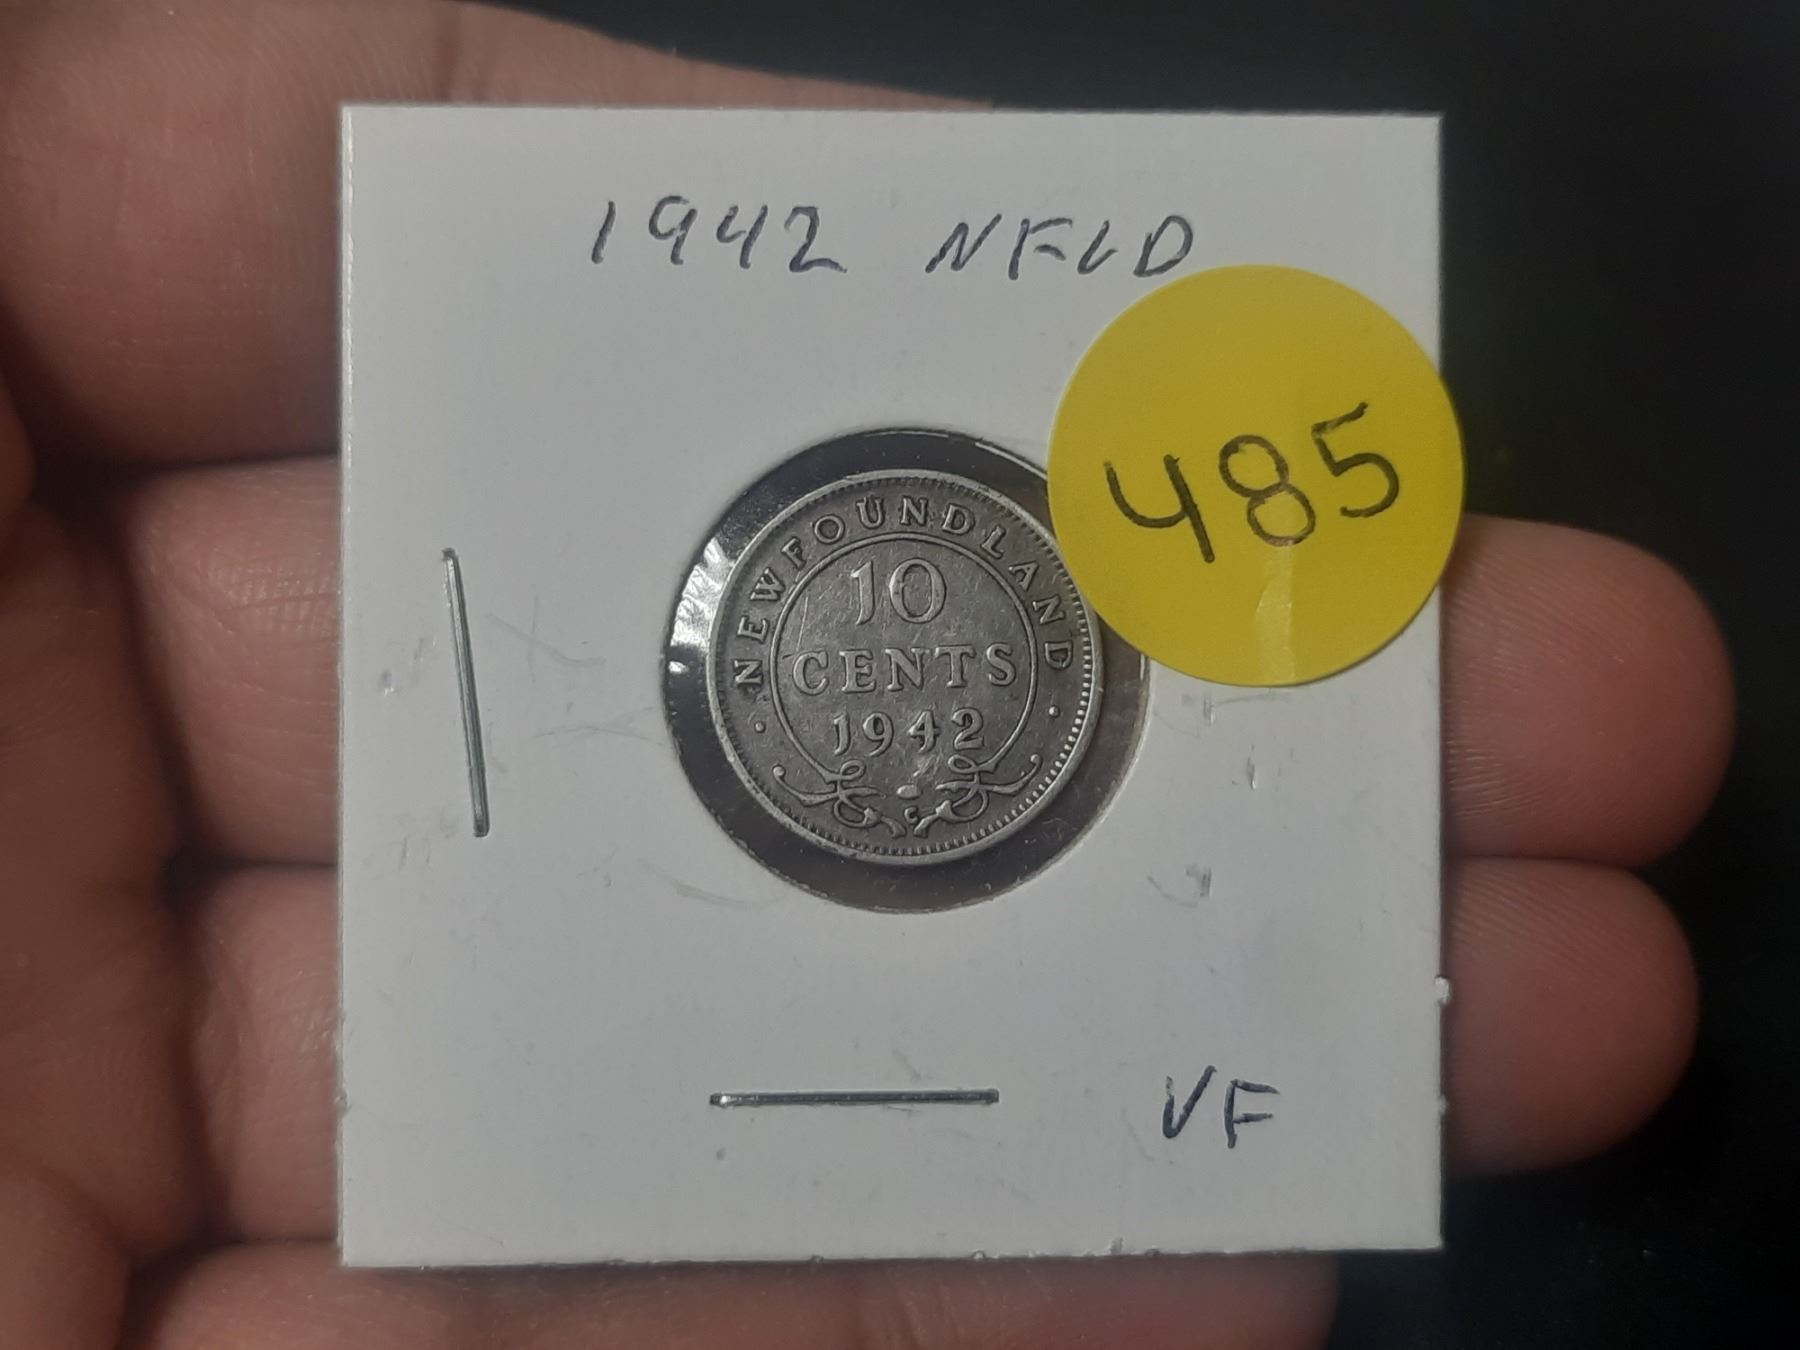 1942 NFLD
485
NEWFOUNDLAND
10
CENTS
1942
C
VF